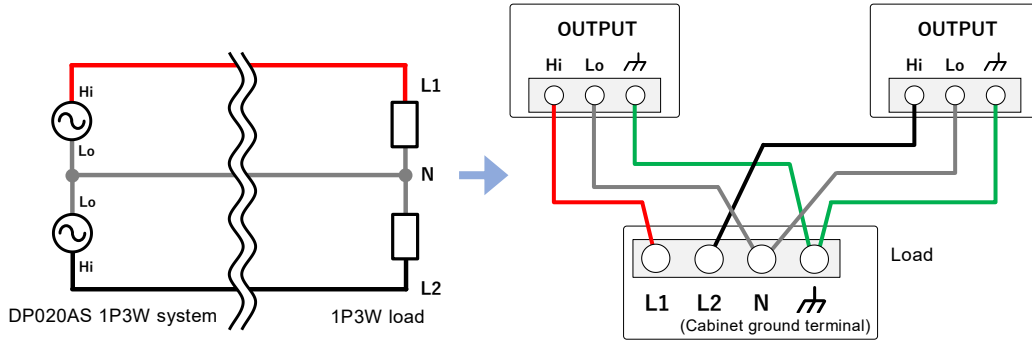 Hi
Lo
Lo
Hi
L1
N
L2
DP020AS 1P3W system
1P3W load
OUTPUT
Hi Lo
OUTPUT
Hi Lo
Load
L1 L2 N
(Cabinet ground terminal)